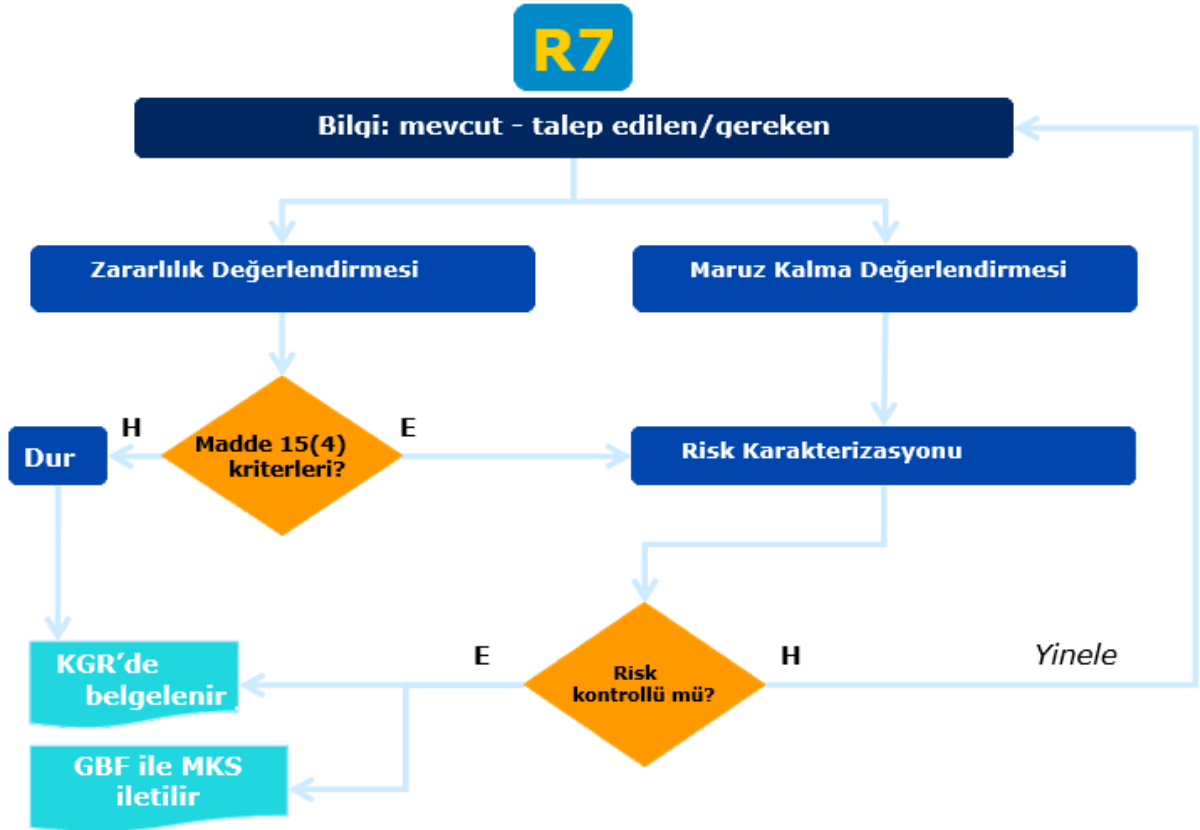 R7
Bilgi: mevcut - talep edilen/gereken
Zararlılık Değerlendirmesi
Maruz Kalma Değerlendirmesi
H
E
Dur
Madde 15(4)
kriterleri?
Risk Karakterizasyonu
KGR’de
belgelenir
E
Risk
kontrollü mü?
H
Yinele
GBF ile MKS
iletilir